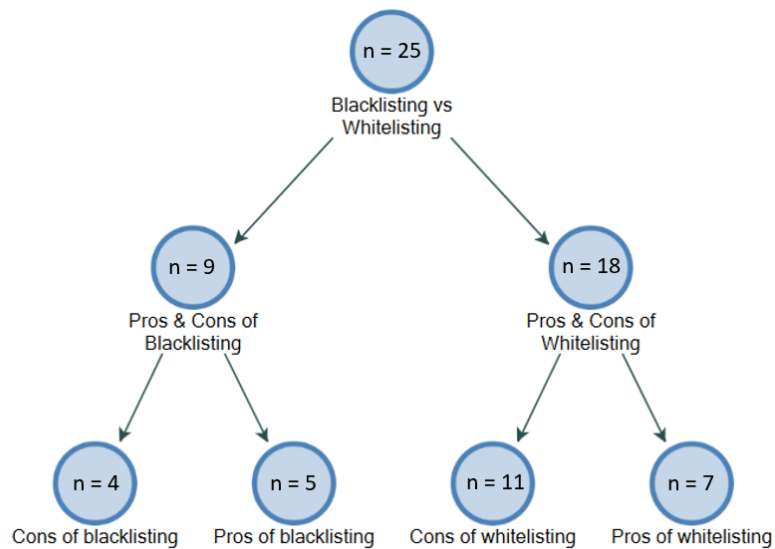 n = 25
Blacklisting vs
Whitelisting
n = 9
n = 18
Pros & Cons of
Blacklisting
Pros & Cons of
Whitelisting
n = 4
n = 5
n = 11
n = 7
Cons of blacklisting
Pros of blacklisting
Cons of whitelisting
Pros of whitelisting